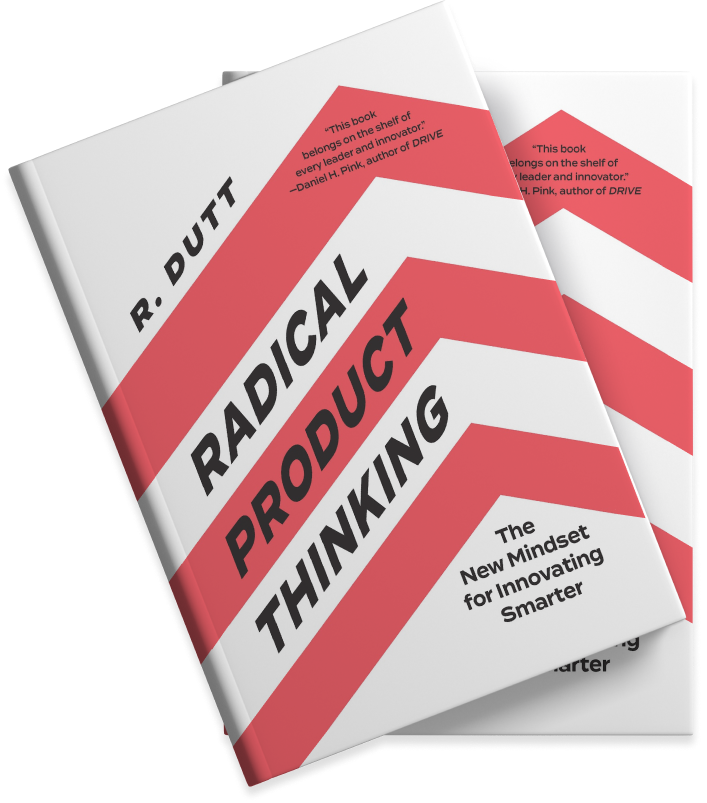 “This book
belongs on the shelf of
every leader and innovator.”
—Daniel H. Pink, author of DRIVE
R. DUTT
RADICAL
PRODUCT
THINKING
The
New Mindset
for Innovating
Smarter
“This book
elongs on the shelf of
leader and innovator.”
H. Pink, author of DRIVE
ng
arter